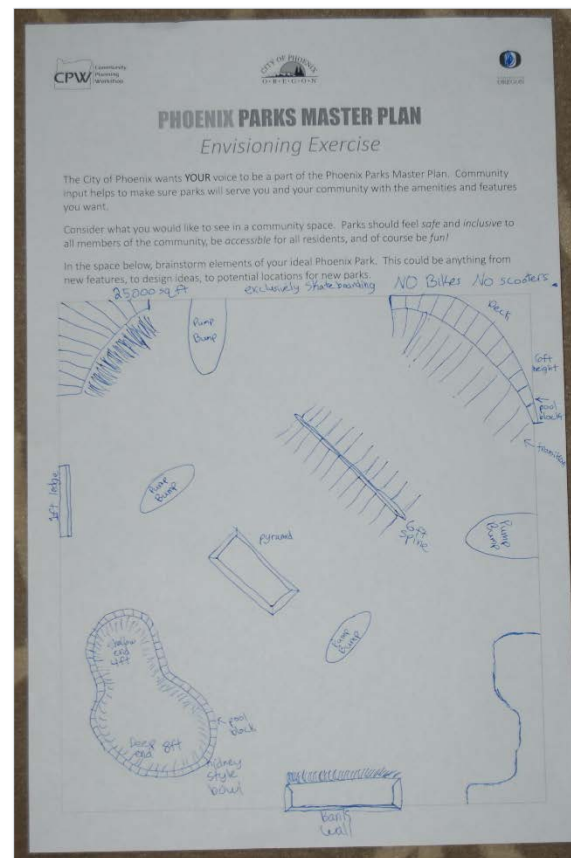 CPW Community
Planning
Workshop
CITY OF PHOENIX
OREGON
OREGON
PHOENIX PARKS MASTER PLAN
Envisioning Exercise
The City of Phoenix wants YOUR voice to be a part of the Phoenix Parks Master Plan. Community
input helps to make sure parks will serve you and your community with the amenities and features
you want.
Consider what you would like to see in a community space. Parks should feel safe and inclusive to
all members of the community, be accessible for all residents, and of course be fun!
In the space below, brainstorm elements of your ideal Phoenix Park. This could be anything from
new features, to design ideas, to potential locations for new parks.
25000 sq ft
exclusively skateboarding
NO Bikes NO scooters.
Deck
Pump
Bump
6ft
height
pool
block
transition
Pump
Bump
ledge
6ft
spine
Pump
Bump
pyramid
Pump
Bump
Shallow
end
4ft
pool
block
Deep
end 8ft
kidney
style
bowl
Bank
wall